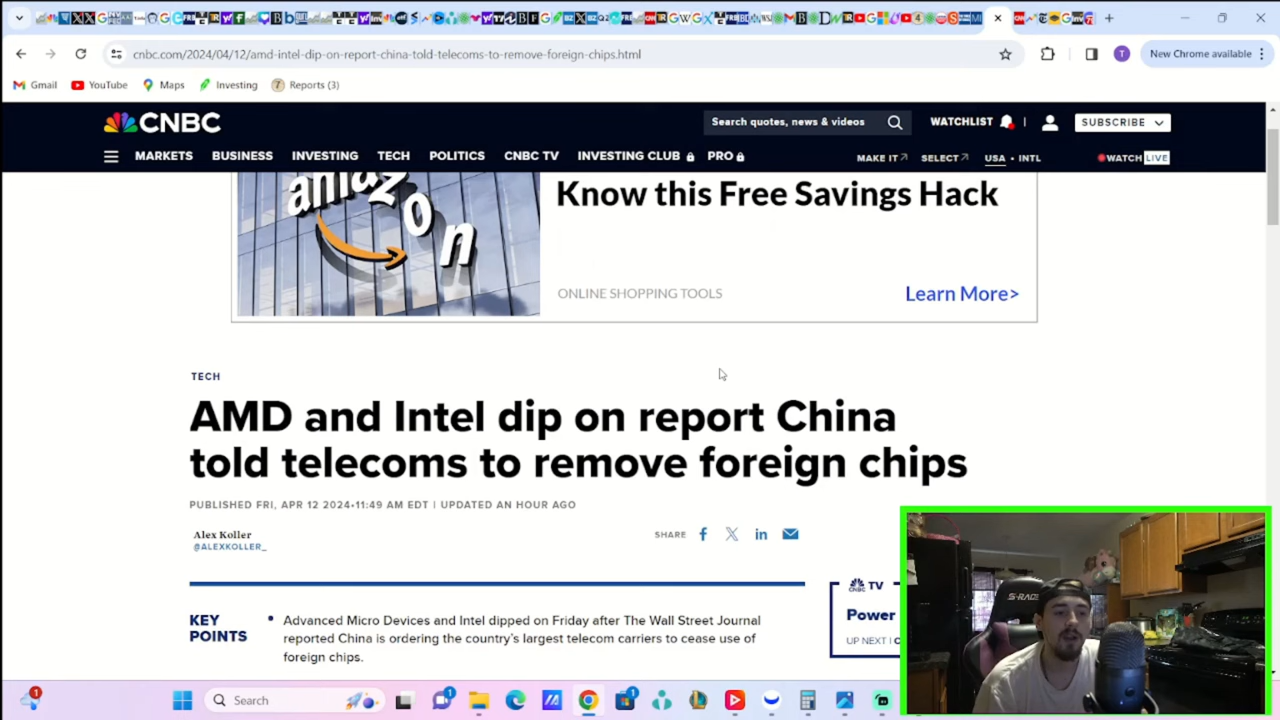 cnbc.com/2024/04/12/amd-intel-dip-on-report-china-told-telecoms-to-remove-foreign-chips.html
T
New Chrome available
Gmail
YouTube
Maps
Investing
Reports (3)
CNBC
Search quotes, news & videos
WATCHLIST
SUBSCRIBE
MARKETS
BUSINESS
INVESTING
TECH
POLITICS
CNBC TV
INVESTING CLUB
PRO
MAKE IT
SELECT
USA • INTL
WATCH LIVE
amazon
Know this Free Savings Hack
ONLINE SHOPPING TOOLS
Learn More>
TECH
AMD and Intel dip on report China
told telecoms to remove foreign chips
PUBLISHED FRI, APR 12 2024•11:49 AM EDT | UPDATED AN HOUR AGO
Alex Koller
@ALEXKOLLER_
SHARE
KEY
POINTS
• Advanced Micro Devices and Intel dipped on Friday after The Wall Street Journal
reported China is ordering the country's largest telecom carriers to cease use of
foreign chips.
TV
Power
UP NEXT |
Search